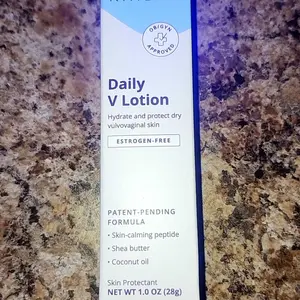 ORIGYN
APPROVED
Daily
V Lotion
Hydrate and protect dry
vulvovaginal skin
ESTROGEN-FREE
PATENT-PENDING
FORMULA
• Skin-calming peptide
• Shea butter
• Coconut oil
Skin Protectant
NET WT 1.0 OZ (28g)